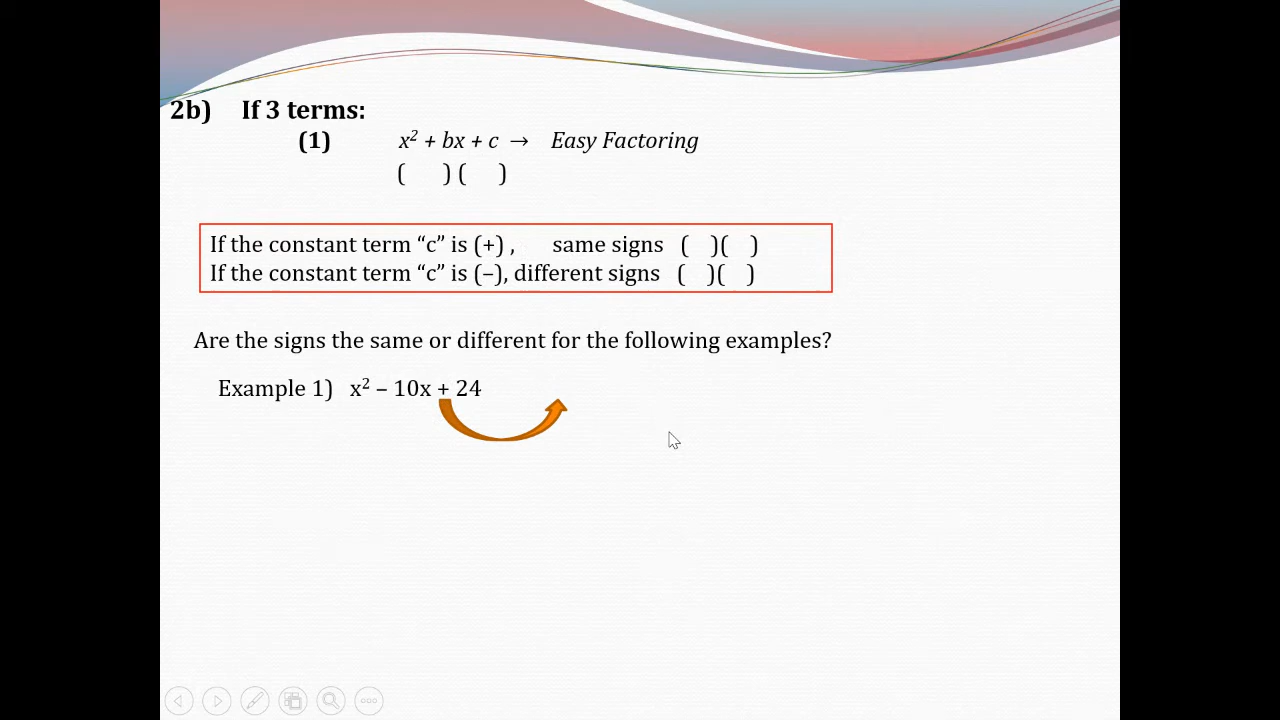 2b) If 3 terms:
(1) x² + bx + c → Easy Factoring
( ) ( )
If the constant term “c” is (+) , same signs ( )( )
If the constant term “c” is (–), different signs ( )( )
Are the signs the same or different for the following examples?
Example 1) x² – 10x + 24